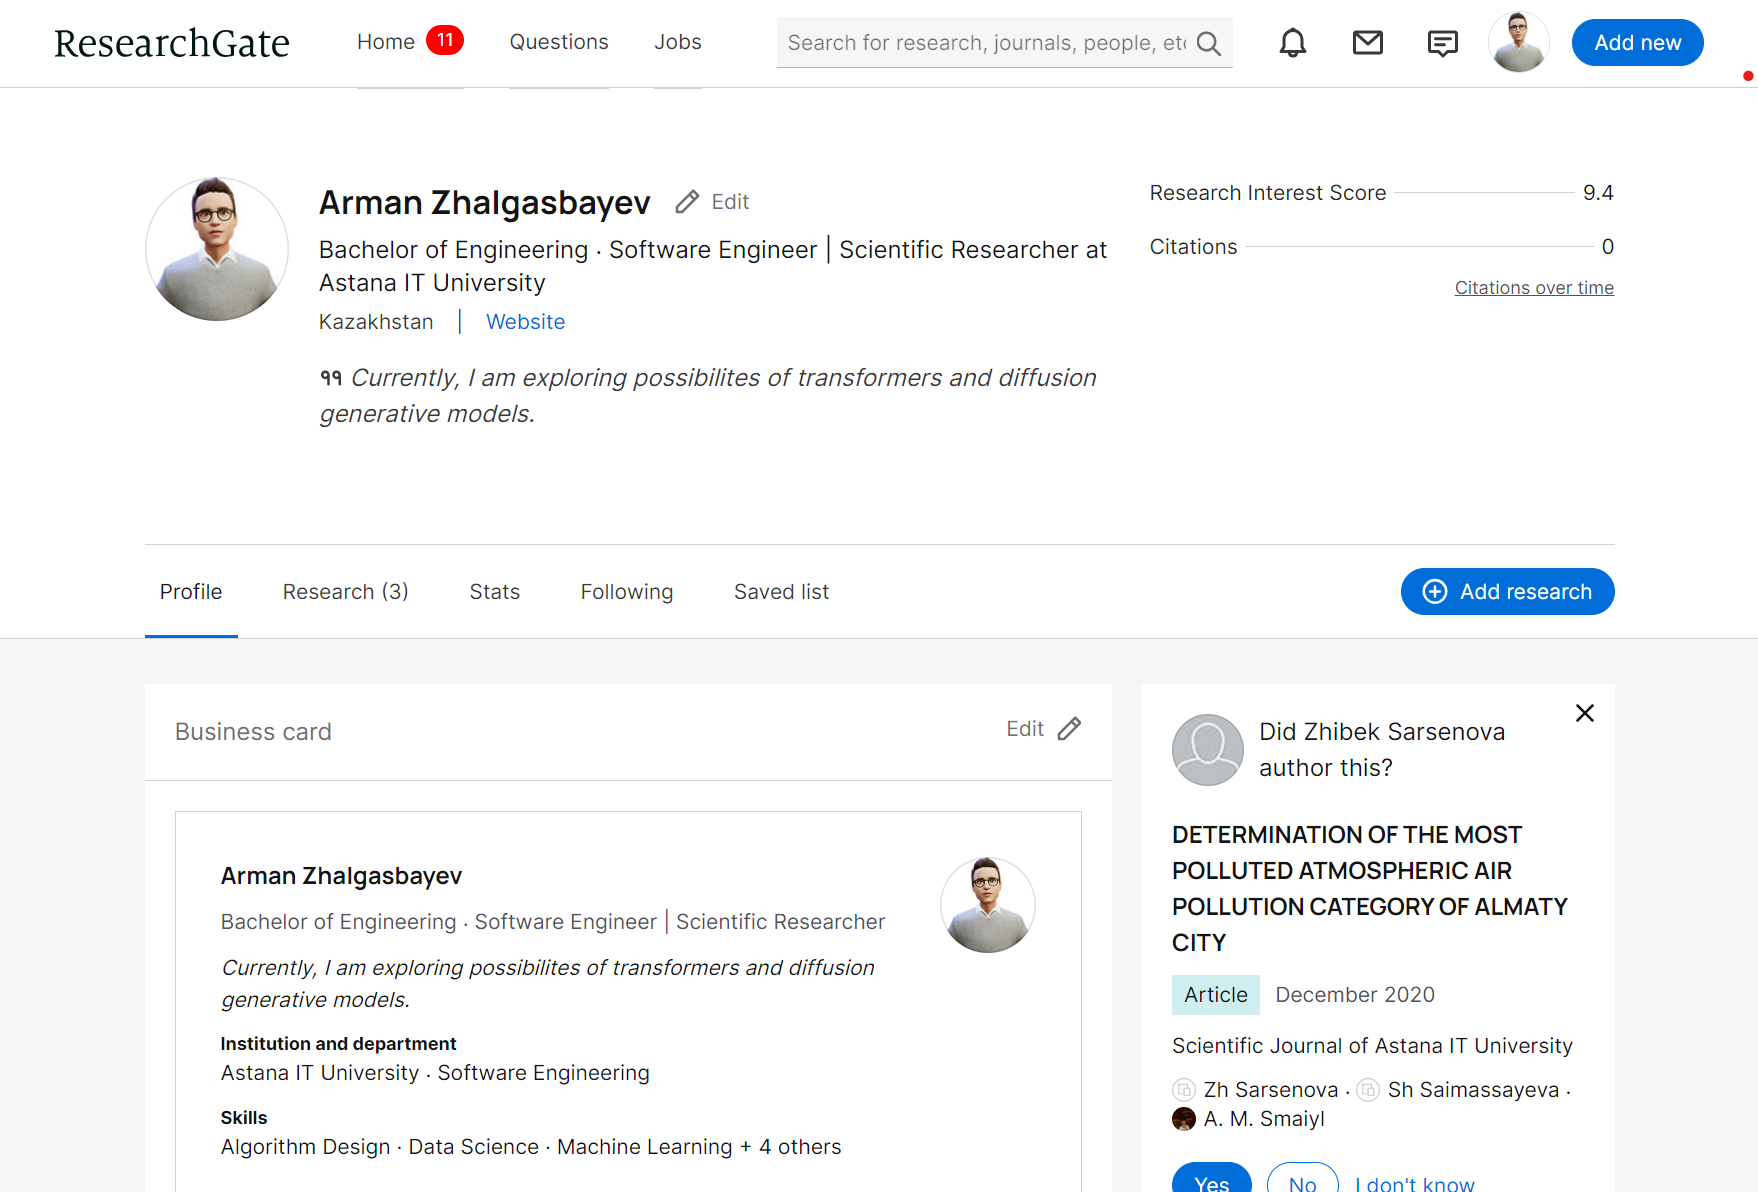 ResearchGate
Home 11 Questions Jobs
Search for research, journals, people, etc
Add new
Arman Zhalgasbayev Edit
Bachelor of Engineering · Software Engineer | Scientific Researcher at
Astana IT University
Kazakhstan | Website
Currently, I am exploring possibilites of transformers and diffusion
generative models.
Research Interest Score 9.4
Citations 0
Citations over time
Profile Research (3) Stats Following Saved list
Add research
Business card Edit
Arman Zhalgasbayev
Bachelor of Engineering · Software Engineer | Scientific Researcher
Currently, I am exploring possibilites of transformers and diffusion
generative models.
Institution and department
Astana IT University · Software Engineering
Skills
Algorithm Design · Data Science · Machine Learning + 4 others
Did Zhibek Sarsenova
author this?
DETERMINATION OF THE MOST
POLLUTED ATMOSPHERIC AIR
POLLUTION CATEGORY OF ALMATY
CITY
Article December 2020
Scientific Journal of Astana IT University
Zh Sarsenova · Sh Saimassayeva ·
A. M. Smaiyl
Yes No I don't know